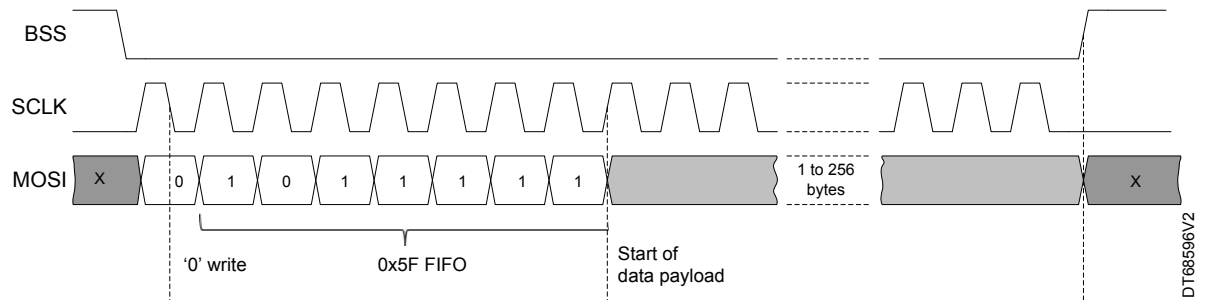 BSS
SCLK
MOSI X 0 1 0 1 1 1 1 1 1 to 256 X
bytes
'0' write 0x5F FIFO Start of
data payload
DT68596V2